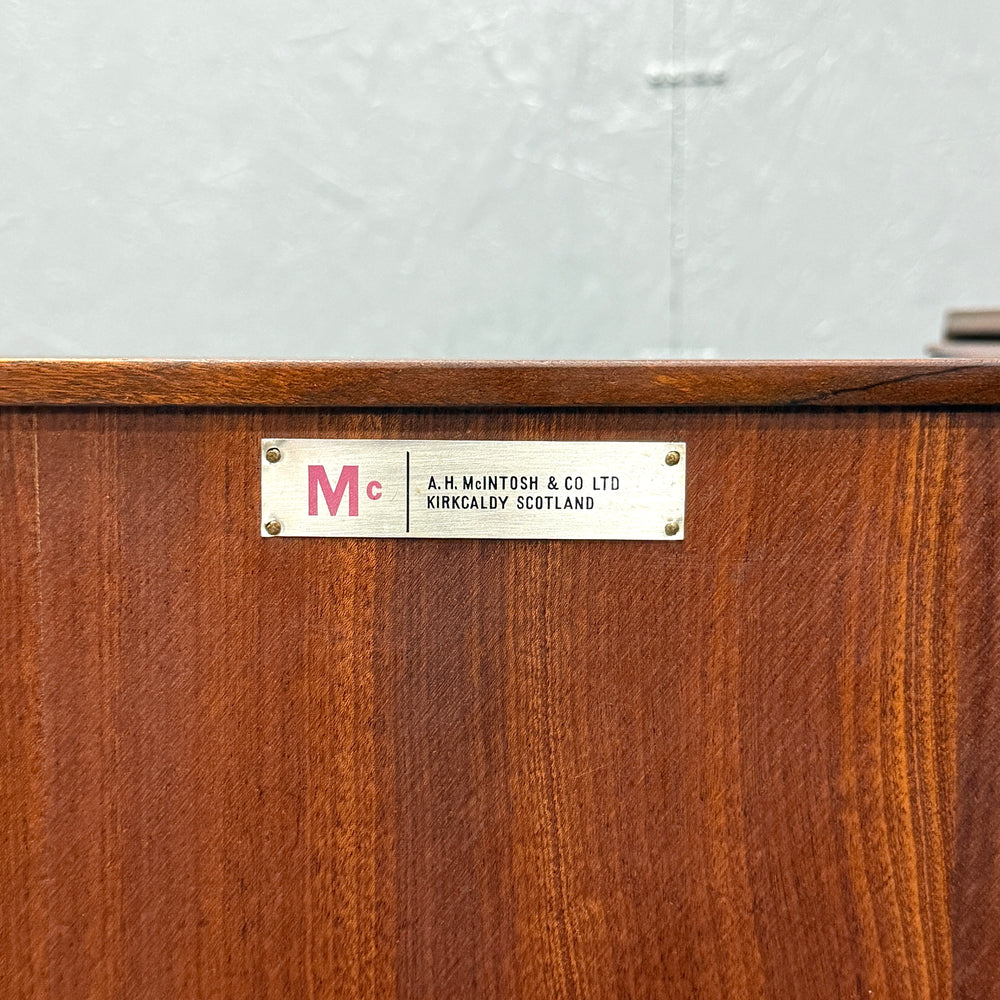 Mc
A.H. McINTOSH & CO LTD
KIRKCALDY SCOTLAND